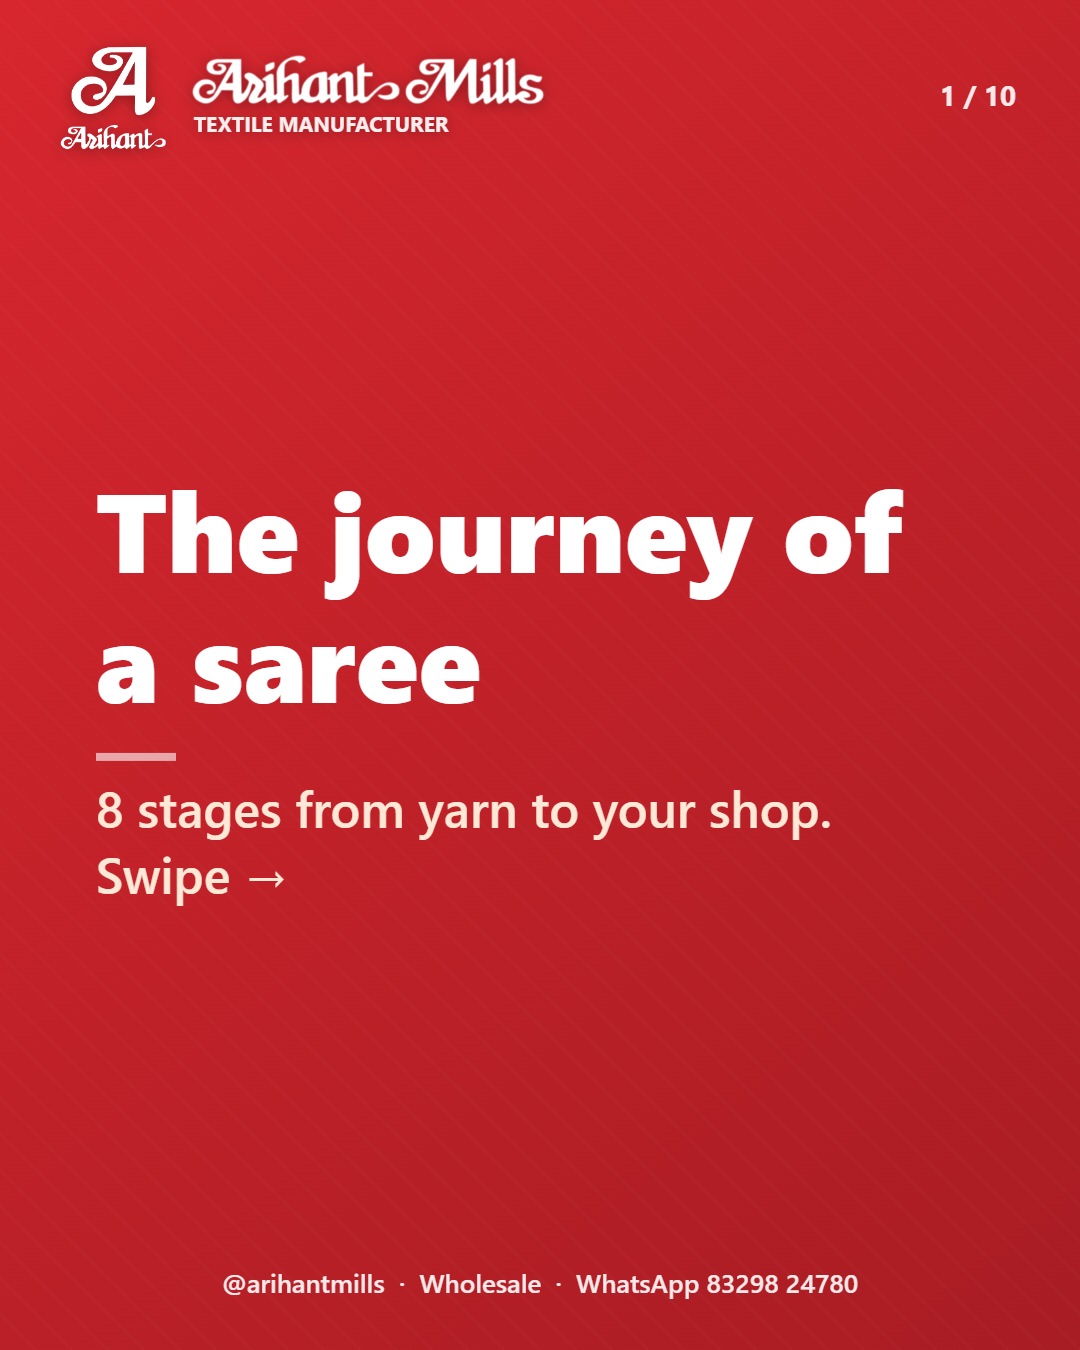 A
Arihant
Arihant Mills
TEXTILE MANUFACTURER
1 / 10
The journey of
a saree
8 stages from yarn to your shop.
Swipe →
@arihantmills · Wholesale · WhatsApp 83298 24780